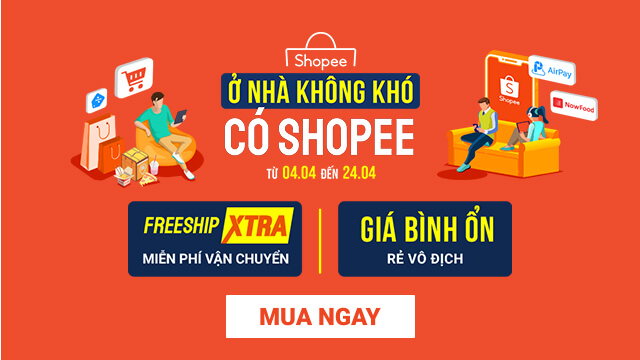 Shopee
Ở NHÀ KHÔNG KHÓ
CÓ SHOPEE
TỪ 04.04 ĐẾN 24.04
AirPay
Shopee
NowFood
FREESHIP XTRA
MIỄN PHÍ VẬN CHUYỂN
GIÁ BÌNH ỔN
RẺ VÔ ĐỊCH
MUA NGAY